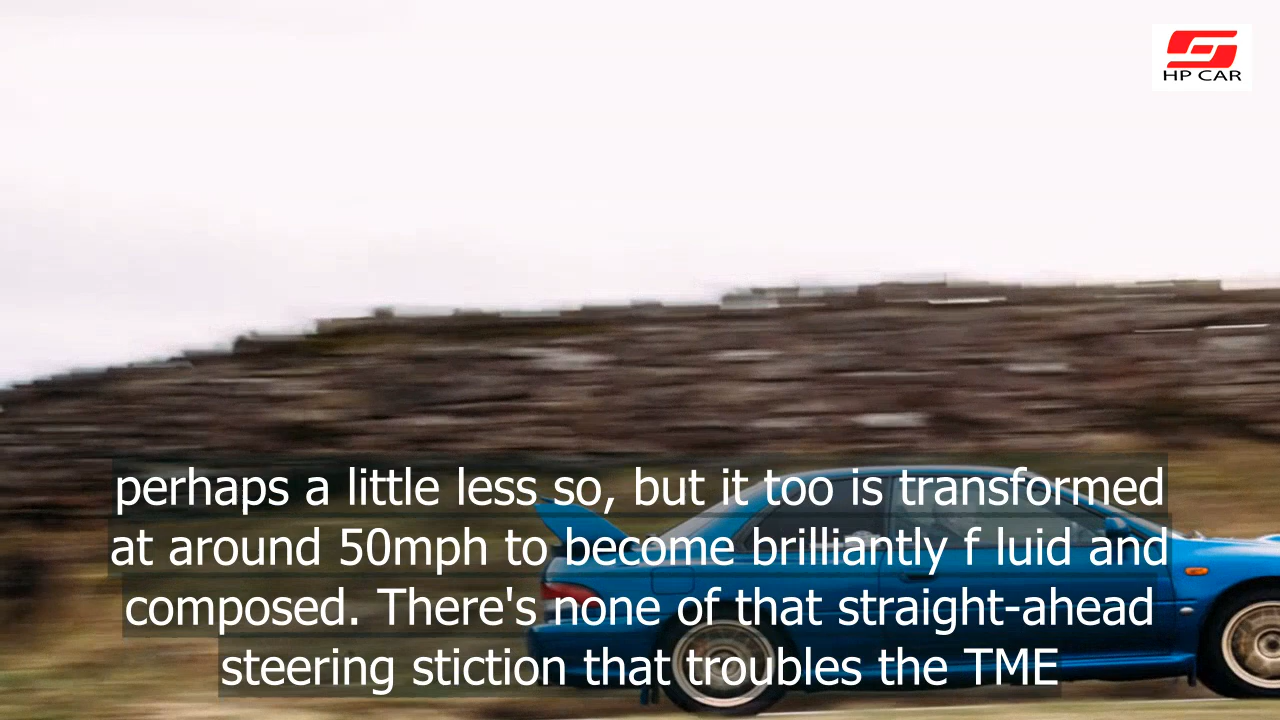 HP CAR
perhaps a little less so, but it too is transformed
at around 50mph to become brilliantly f luid and
composed. There's none of that straight-ahead
steering stiction that troubles the TME